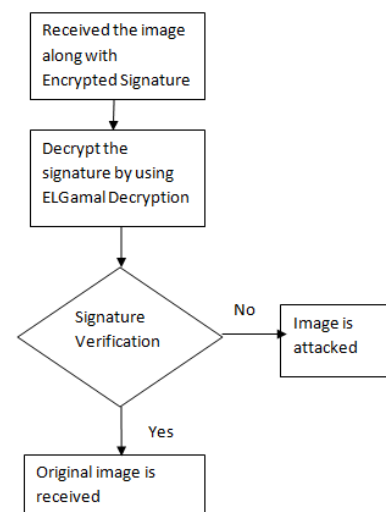 Received the image
along with
Encrypted Signature
Decrypt the
signature by using
ELGamal Decryption
Signature
Verification
No
Image is
attacked
Yes
Original image is
received